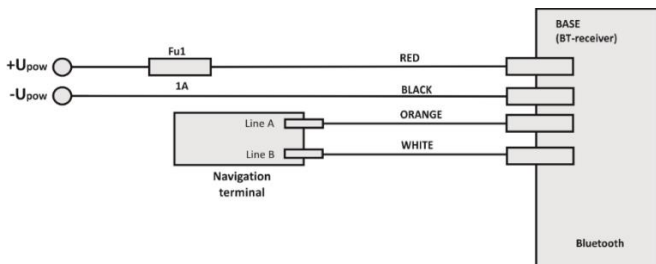 BASE
(BT-receiver)
Fu1
RED
+Upow
1A
BLACK
-Upow
ORANGE
Line A
WHITE
Line B
Navigation
terminal
Bluetooth